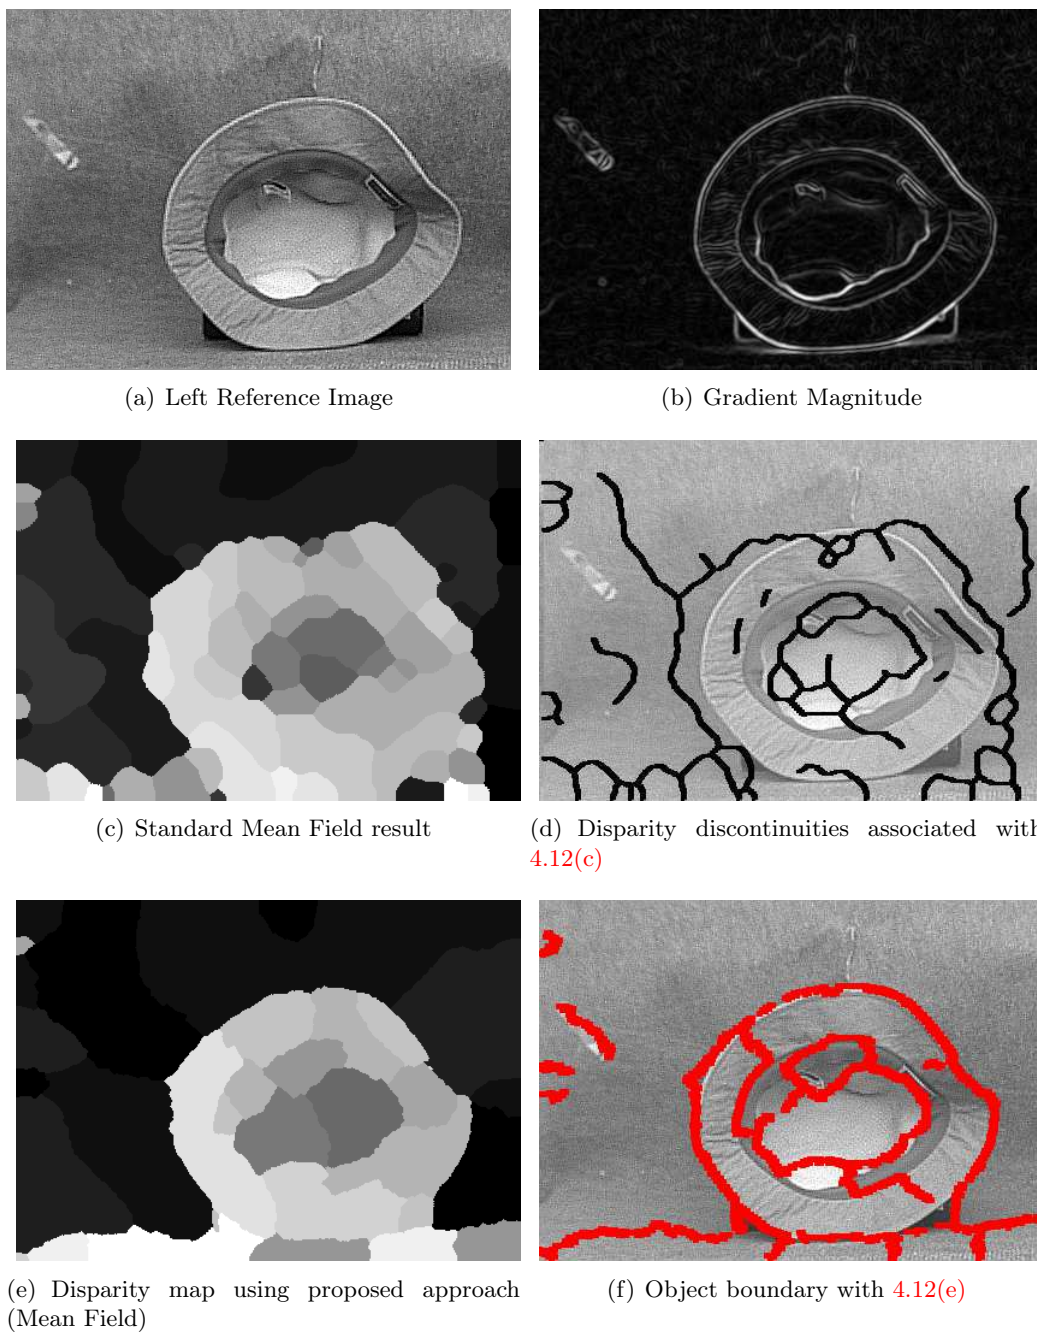 (a) Left Reference Image
(b) Gradient Magnitude
(c) Standard Mean Field result
(d) Disparity discontinuities associated with
4.12(c)
(e) Disparity map using proposed approach
(Mean Field)
(f) Object boundary with 4.12(e)